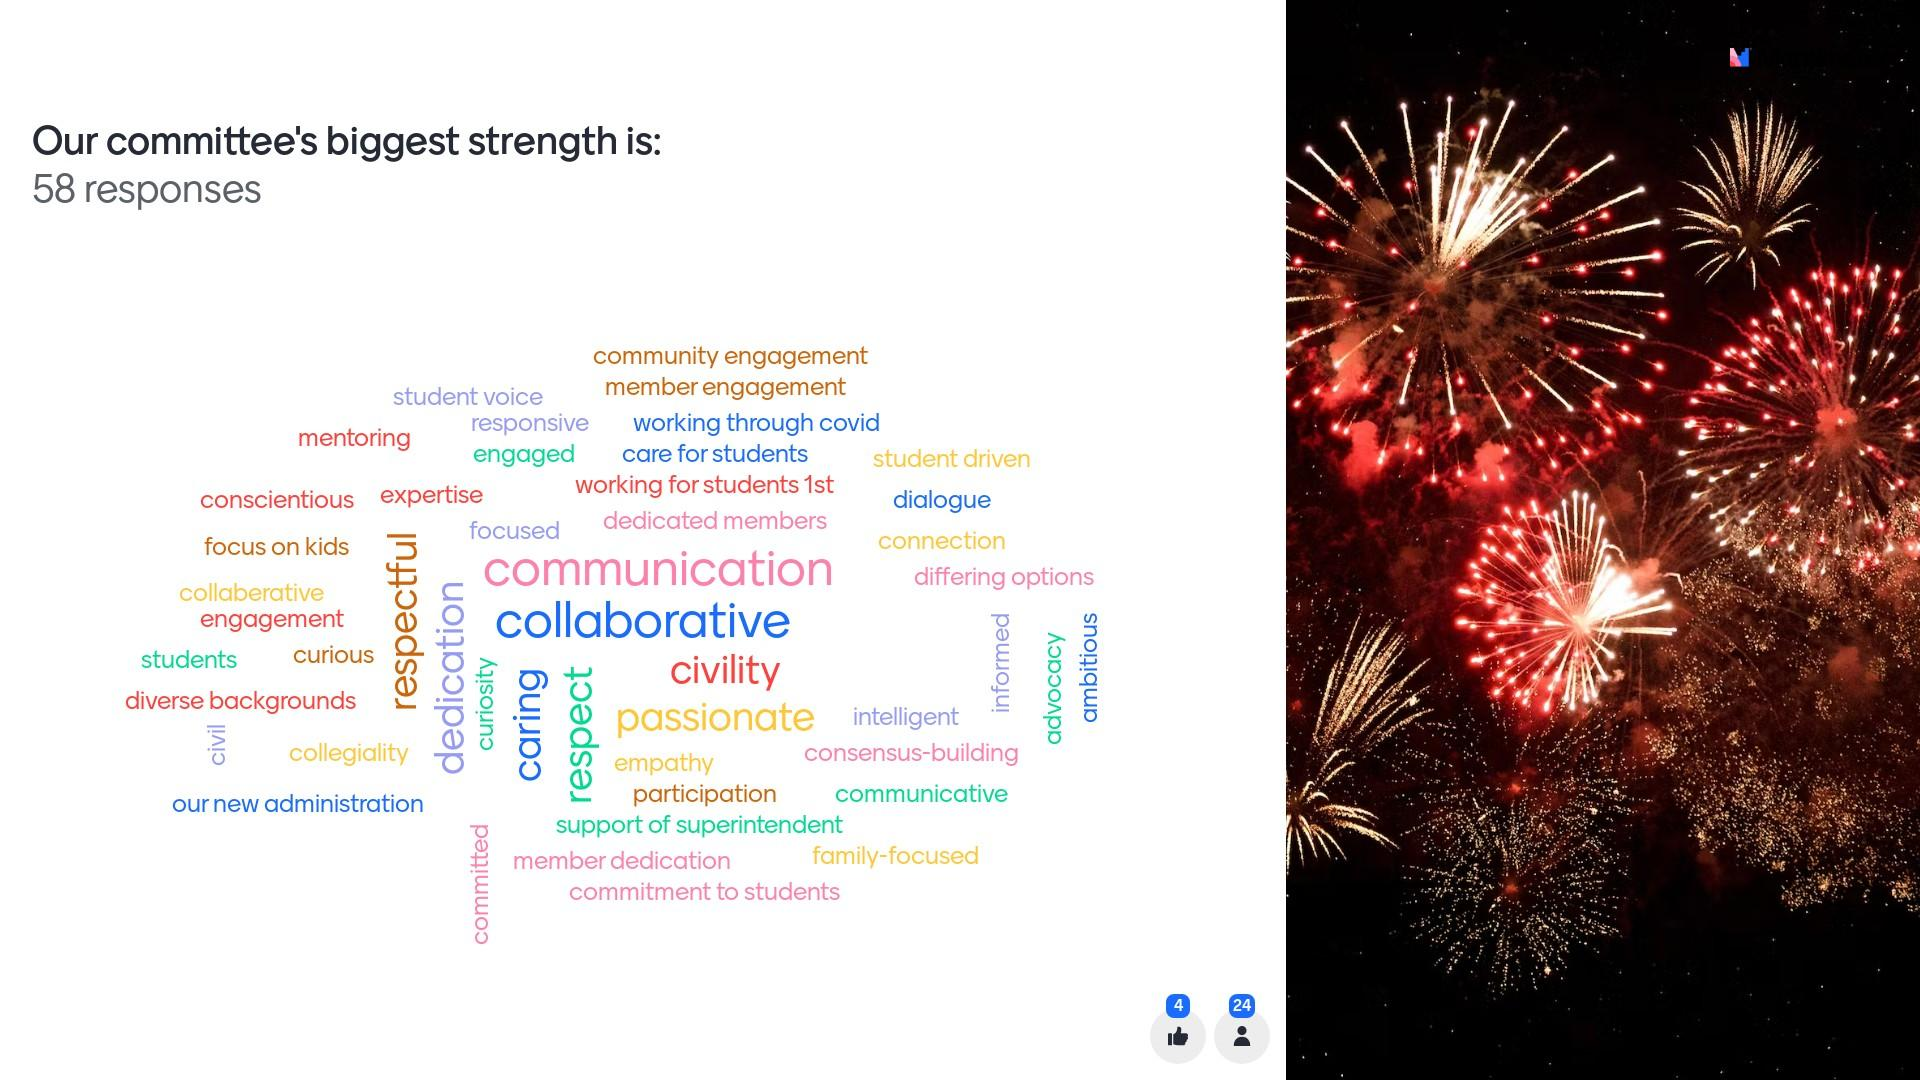 Our committee's biggest strength is:
58 responses
community engagement
member engagement
student voice
responsive
working through covid
mentoring
engaged
care for students
student driven
working for students 1st
conscientious
expertise
dialogue
focused
dedicated members
focus on kids
respectful
communication
connection
differing options
collaberative
engagement
dedication
collaborative
informed
advocacy
ambitious
students
curious
curiosity
caring
respect
civility
diverse backgrounds
passionate
intelligent
civil
collegiality
empathy
consensus-building
our new administration
participation
communicative
support of superintendent
committed
member dedication
family-focused
commitment to students
4
24